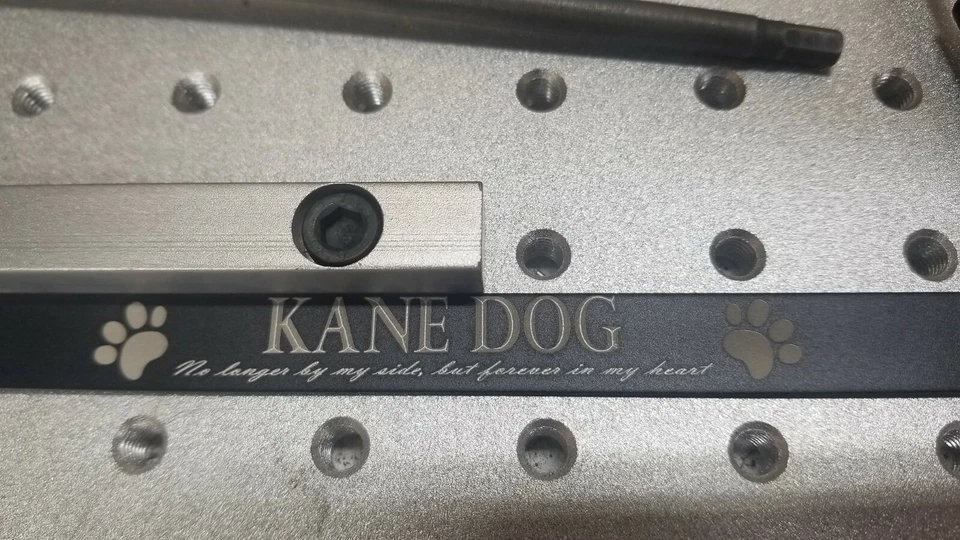 KANE DOG
No longer by my side, but forever in my heart